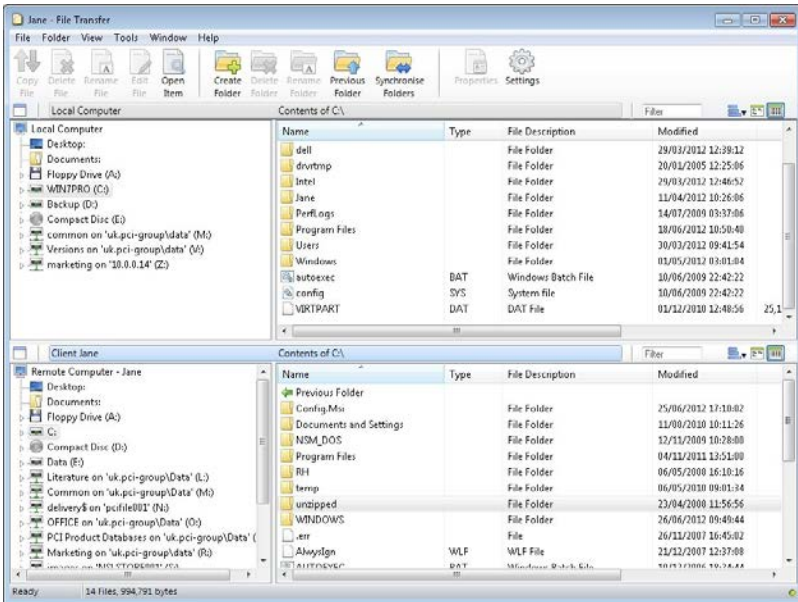 Jane - File Transfer
File Folder View Tools Window Help
Copy File
Delete File
Rename File
Edit File
Open Item
Create Folder
Delete Folder
Rename Folder
Previous Folder
Synchronise Folders
Properties
Settings
Local Computer
Contents of C:\
Filter
Local Computer
Desktop:
Documents:
Floppy Drive (A:)
WIN7PRO (C:)
Backup (D:)
Compact Disc (E:)
common on 'uk.pci-group\data' (M:)
Versions on 'uk.pci-group\data' (V:)
marketing on '10.0.0.14' (Z:)
Name Type File Description Modified
dell File Folder 29/03/2012 12:39:12
drvrtmp File Folder 20/01/2005 12:25:06
Intel File Folder 29/03/2012 12:46:52
Jane File Folder 11/04/2012 10:26:06
PerfLogs File Folder 14/07/2009 03:37:06
Program Files File Folder 18/06/2012 10:50:40
Users File Folder 30/03/2012 09:41:54
Windows File Folder 01/05/2012 03:01:04
autoexec BAT Windows Batch File 10/06/2009 22:42:22
config SYS System file 10/06/2009 22:42:22
VIRTPART DAT DAT File 01/12/2010 12:48:56 25,1
Client Jane
Contents of C:\
Filter
Remote Computer - Jane
Desktop:
Documents:
Floppy Drive (A:)
C:
Compact Disc (D:)
Data (E:)
Literature on 'uk.pci-group\Data' (L:)
Common on 'uk.pci-group\Data' (M:)
delivery$ on 'pcifile001' (N:)
OFFICE on 'uk.pci-group\Data' (O:)
PCI Product Databases on 'uk.pci-group\Data' (
Marketing on 'uk.pci-group\Data' (R:)
Name Type File Description Modified
Previous Folder
Config.Msi File Folder 25/06/2012 17:10:02
Documents and Settings File Folder 10:11:26
NSM_DOS File Folder 12/11/2009 10:28:00
Program Files File Folder 04/11/2011 13:51:00
RH File Folder 16:10:16
temp File Folder 06/05/2010 09:01:34
unzipped File Folder 11:56:56
WINDOWS File Folder 26/06/2012 09:49:44
.err File 26/11/2007 16:45:02
AlwysIgn WLF WLF File 21/12/2007 12:37:08
AUTOEXEC BAT Windows Batch File
Ready
14 Files, 994,791 bytes